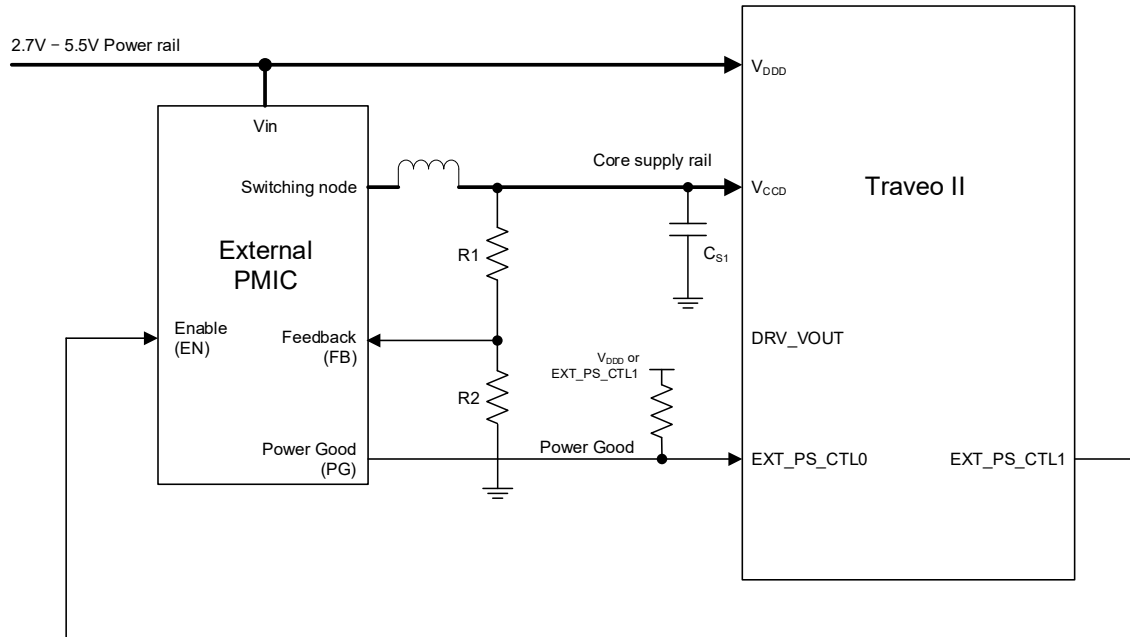 2.7V – 5.5V Power rail
V_DDD
Vin
Switching node
Core supply rail
V_CCD
Traveo II
External
PMIC
R1
C_S1
Enable
(EN)
Feedback
(FB)
DRV_VOUT
V_DDD or
EXT_PS_CTL1
R2
Power Good
(PG)
Power Good
EXT_PS_CTL0
EXT_PS_CTL1